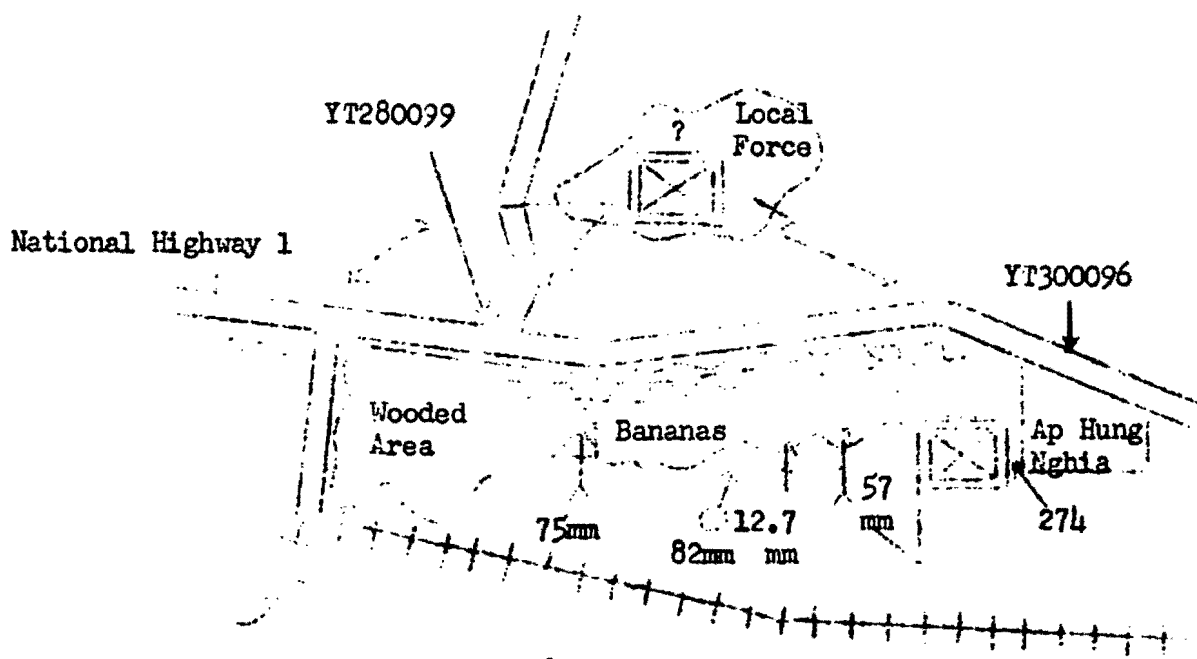 YT280099
?
Local
Force
National Highway 1
YT300096
Wooded
Area
Bananas
Ap Hung
Nghia
75mm
82mm
12.7
mm
57
mm
274